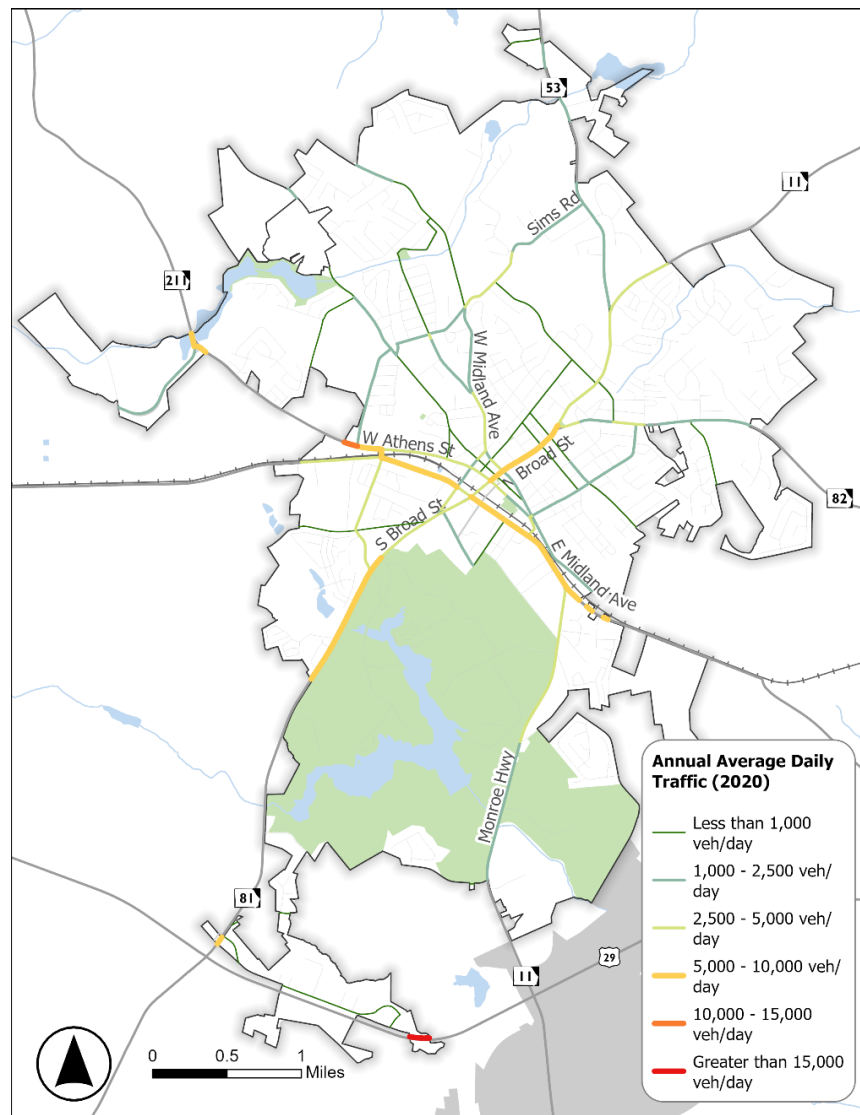 53
11
Sims Rd
211
W Midland Ave
W Athens St
N Broad St
82
S Broad St
E Midland Ave
Monroe Hwy
81
29
11
Annual Average Daily
Traffic (2020)
Less than 1,000
veh/
day
1,000 - 2,500 veh/
day
2,500 - 5,000 veh/
day
5,000 - 10,000 veh/
day
10,000 - 15,000
veh/day
Greater than 15,000
veh/day
0 0.5 1
Miles